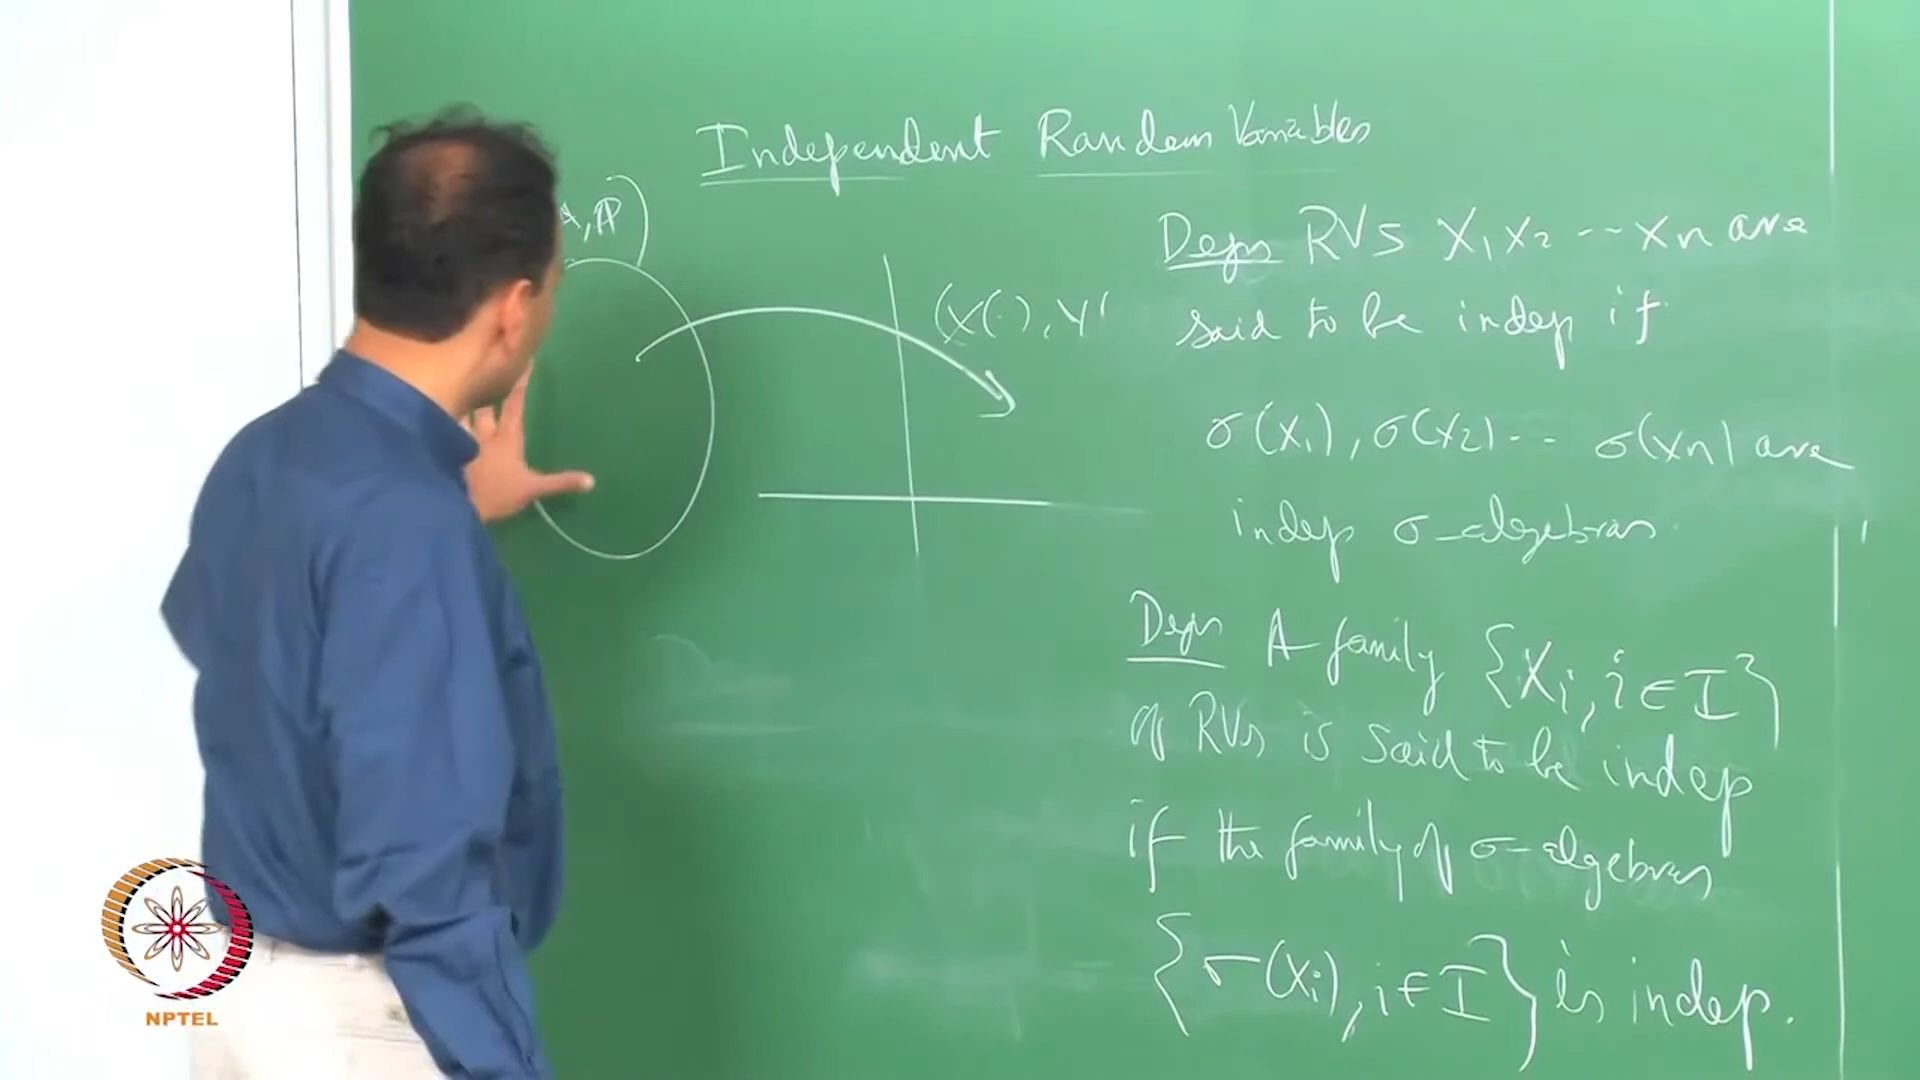 Independent Random Variables
, ℙ)
(X(·), Y(
Defn RVs X₁ X₂ --- Xn are
said to be indep if
σ(X₁), σ(X₂) -- σ(Xn) are
indep σ-algebras.
Defn A family {Xᵢ, i ∈ I}
of RVs is said to be indep
if the family of σ-algebras
{σ(Xᵢ), i ∈ I} is indep.
NPTEL